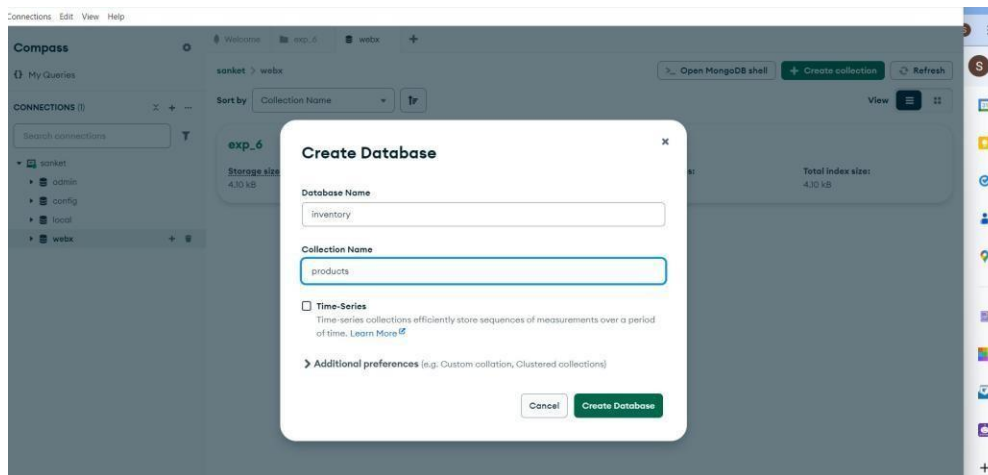 Connections Edit View Help
Compass
Welcome exp_6 webx +
{} My Queries
sanket > webx
>_ Open MongoDB shell + Create collection Refresh
CONNECTIONS (1)
Sort by Collection Name
View
Search connections
sanket
admin
config
local
webx
exp_6
Storage size
4.10 kB
Total index size:
4.10 kB
Create Database
Database Name
inventory
Collection Name
products
Time-Series
Time-series collections efficiently store sequences of measurements over a period
of time. Learn More
Additional preferences (e.g. Custom collation, Clustered collections)
Cancel Create Database
S